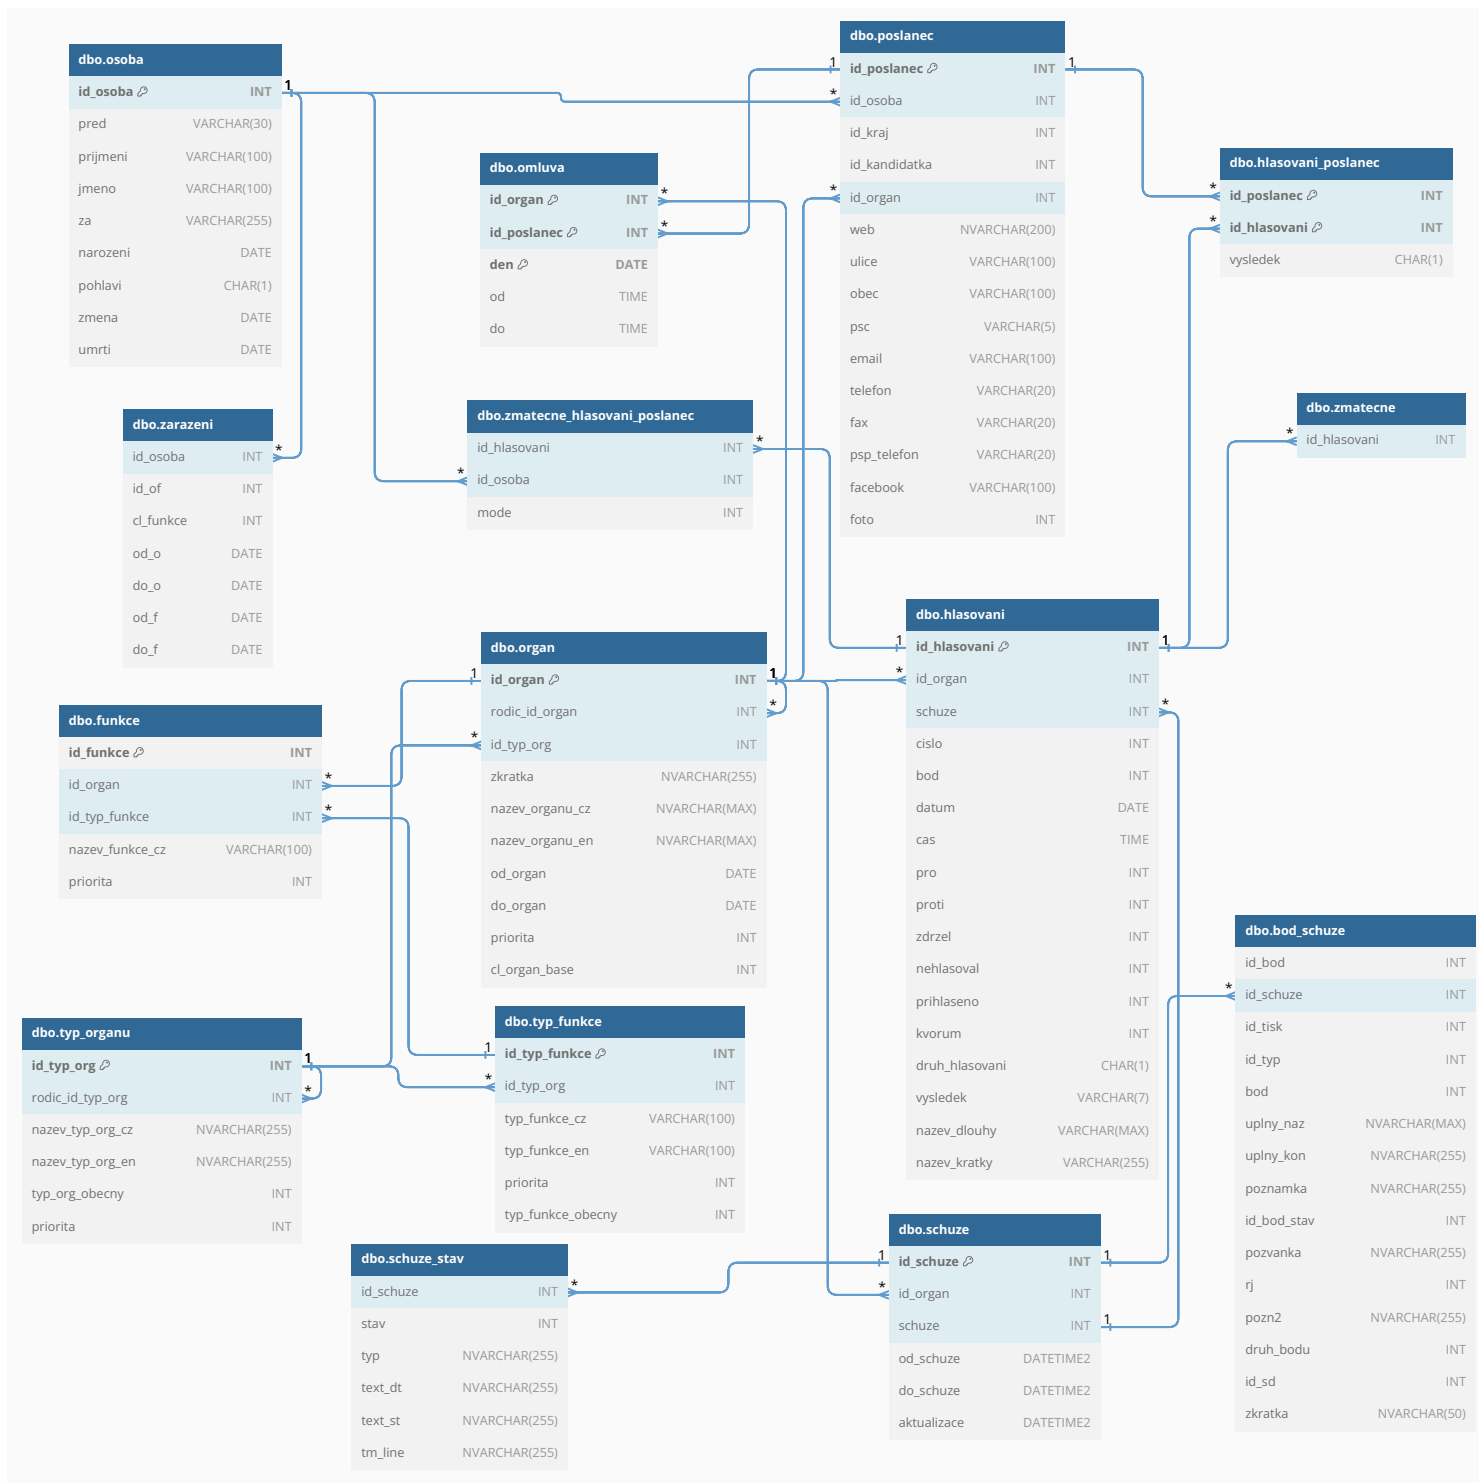 dbo.osoba
id_osoba INT
pred VARCHAR(30)
prijmeni VARCHAR(100)
jmeno VARCHAR(100)
za VARCHAR(255)
narozeni DATE
pohlavi CHAR(1)
zmena DATE
umrti DATE
1
dbo.poslanec
id_poslanec INT
id_osoba INT
id_kraj INT
id_kandidatka INT
id_organ INT
web NVARCHAR(200)
ulice VARCHAR(100)
obec VARCHAR(100)
psc VARCHAR(5)
email VARCHAR(100)
telefon VARCHAR(20)
fax VARCHAR(20)
psp_telefon VARCHAR(20)
facebook VARCHAR(100)
foto INT
1
*
*
1
dbo.omluva
id_organ INT
id_poslanec INT
den DATE
od TIME
do TIME
*
*
dbo.hlasovani_poslanec
id_poslanec INT
id_hlasovani INT
vysledek CHAR(1)
*
*
dbo.zarazeni
id_osoba INT
id_of INT
cl_funkce INT
od_o DATE
do_o DATE
od_f DATE
do_f DATE
*
dbo.zmatecne_hlasovani_poslanec
id_hlasovani INT
id_osoba INT
mode INT
*
*
dbo.zmatecne
id_hlasovani INT
*
dbo.organ
id_organ INT
rodic_id_organ INT
id_typ_org INT
zkratka NVARCHAR(255)
nazev_organu_cz NVARCHAR(MAX)
nazev_organu_en NVARCHAR(MAX)
od_organ DATE
do_organ DATE
priorita INT
cl_organ_base INT
1
*
1
*
dbo.hlasovani
id_hlasovani INT
id_organ INT
schuze INT
cislo INT
bod INT
datum DATE
cas TIME
pro INT
proti INT
zdrzel INT
nehlasoval INT
prihlaseno INT
kvorum INT
druh_hlasovani CHAR(1)
vysledek VARCHAR(7)
nazev_dlouhy VARCHAR(MAX)
nazev_kratky VARCHAR(255)
1
*
1
*
dbo.funkce
id_funkce INT
id_organ INT
id_typ_funkce INT
nazev_funkce_cz VARCHAR(100)
priorita INT
*
*
dbo.bod_schuze
id_bod INT
id_schuze INT
id_tisk INT
id_typ INT
bod INT
uplny_naz NVARCHAR(MAX)
uplny_kon NVARCHAR(255)
poznamka NVARCHAR(255)
id_bod_stav INT
pozvanka NVARCHAR(255)
rj INT
pozn2 NVARCHAR(255)
druh_bodu INT
id_sd INT
zkratka NVARCHAR(50)
*
dbo.typ_organu
id_typ_org INT
rodic_id_typ_org INT
nazev_typ_org_cz NVARCHAR(255)
nazev_typ_org_en NVARCHAR(255)
typ_org_obecny INT
priorita INT
1
*
dbo.typ_funkce
id_typ_funkce INT
id_typ_org INT
typ_funkce_cz VARCHAR(100)
typ_funkce_en VARCHAR(100)
priorita INT
typ_funkce_obecny INT
1
*
dbo.schuze_stav
id_schuze INT
stav INT
typ NVARCHAR(255)
text_dt NVARCHAR(255)
text_st NVARCHAR(255)
tm_line NVARCHAR(255)
*
dbo.schuze
id_schuze INT
id_organ INT
schuze INT
od_schuze DATETIME2
do_schuze DATETIME2
aktualizace DATETIME2
1
*
1
1